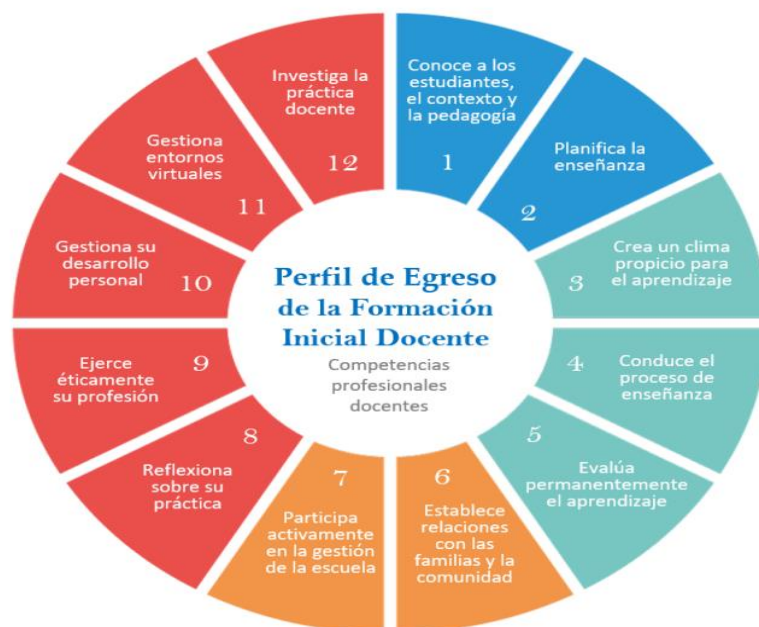 Perfil de Egreso
de la Formación
Inicial Docente
Competencias
profesionales
docentes
Conoce a los
estudiantes,
el contexto y
la pedagogía
1
Planifica la
enseñanza
2
Crea un clima
propicio para
el aprendizaje
3
Conduce el
proceso de
enseñanza
4
Evalúa
permanentemente
el aprendizaje
5
Establece
relaciones
con las
familias y la
comunidad
6
Participa
activamente
en la gestión
de la escuela
7
Reflexiona
sobre su
práctica
8
Ejerce
éticamente
su profesión
9
Gestiona su
desarrollo
personal
10
Gestiona
entornos
virtuales
11
Investiga la
práctica
docente
12